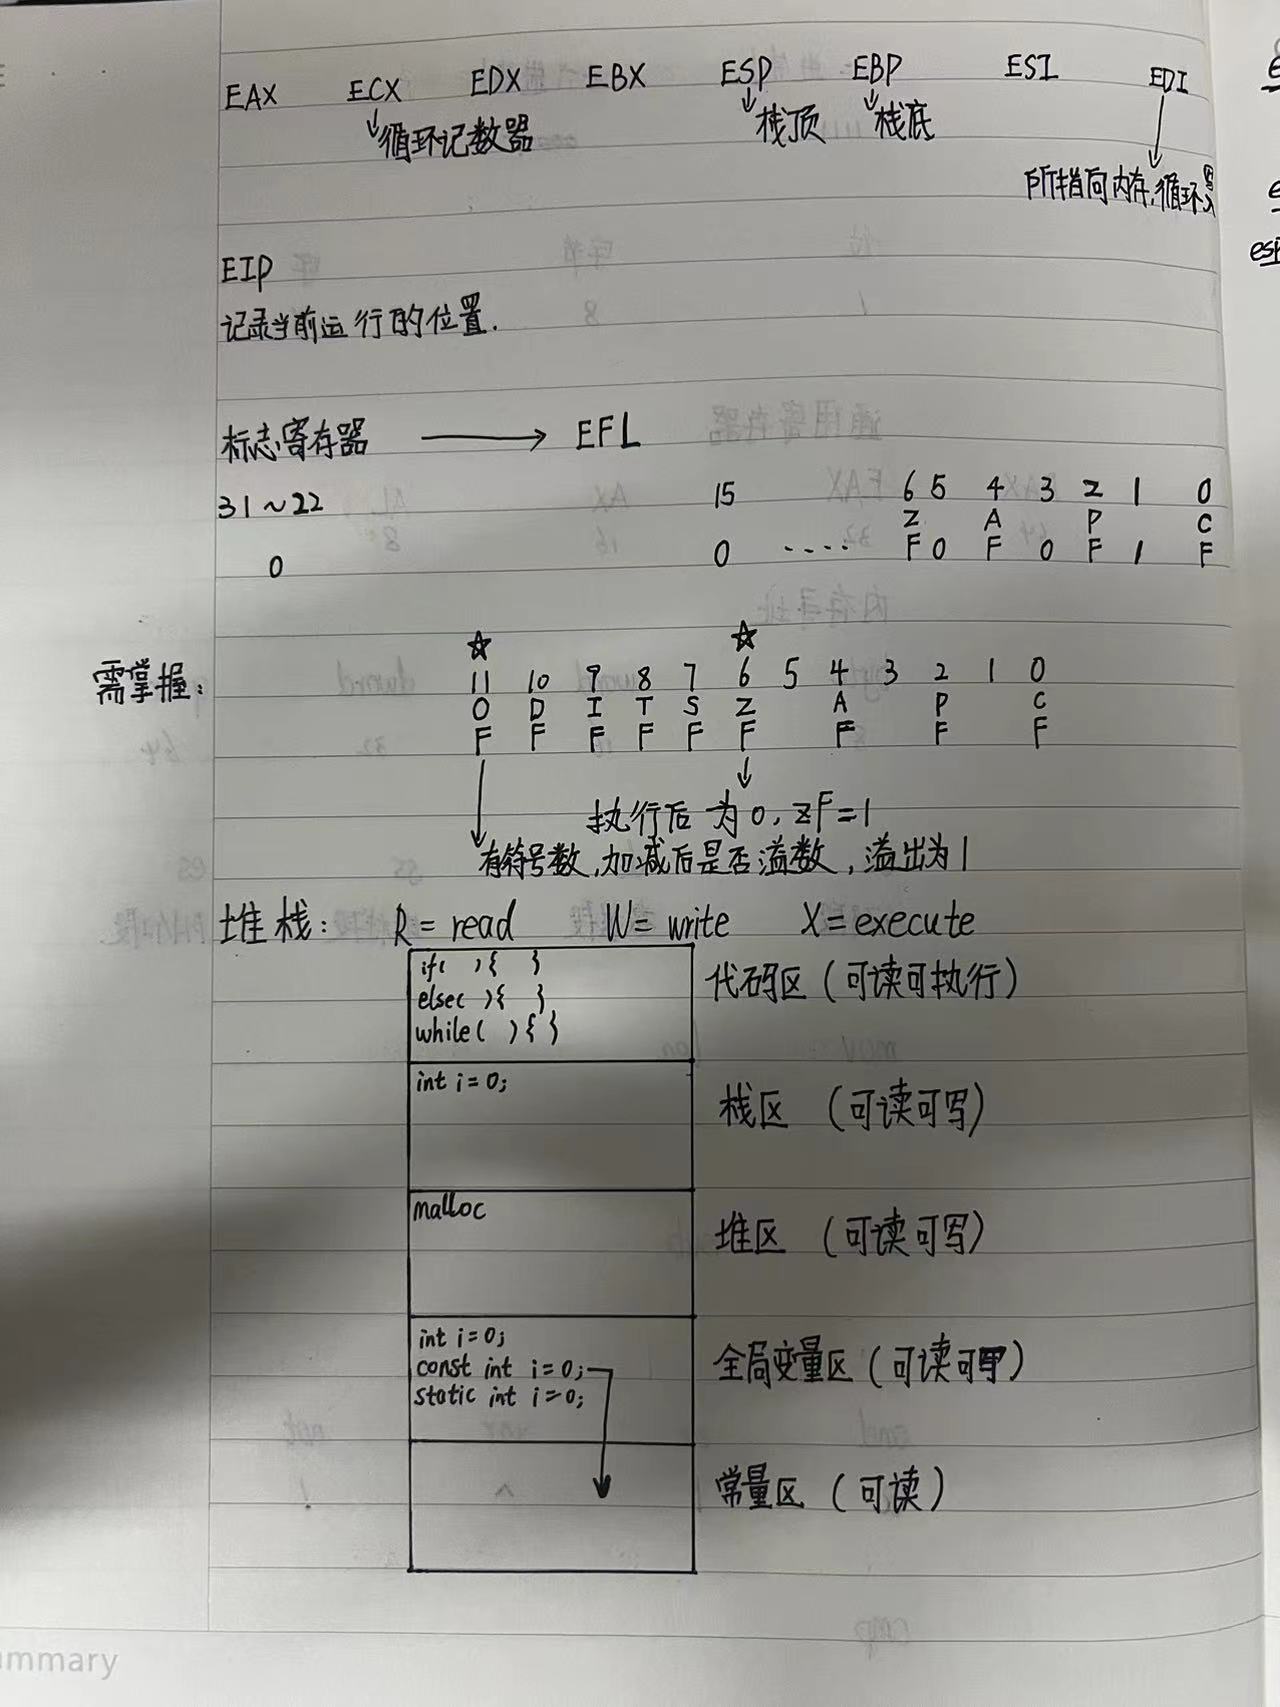 EAX ECX EDX EBX ESP EBP ESI EDI
循环记数器 栈顶 栈底
所指向内存,循环写入
EIP
esp
记录当前运行的位置.
标志寄存器 → EFL
31~22 15 6 5 4 3 2 1 0
Z A P C
0 0 ···· F 0 F 0 F 1 F
☆ ☆
需掌握: 11 10 9 8 7 6 5 4 3 2 1 0
O D I T S Z A P C
F F F F F F F F F
执行后为0,ZF=1
有符号数,加减后是否溢数,溢出为1
堆栈: R=read W=write X=execute
if( ){ }
else( ){ } 代码区(可读可执行)
while( ){ }
int i=0; 栈区 (可读可写)
malloc 堆区 (可读可写)
int i=0;
const int i=0; 全局变量区(可读可写)
static int i=0;
常量区 (可读)
ummary